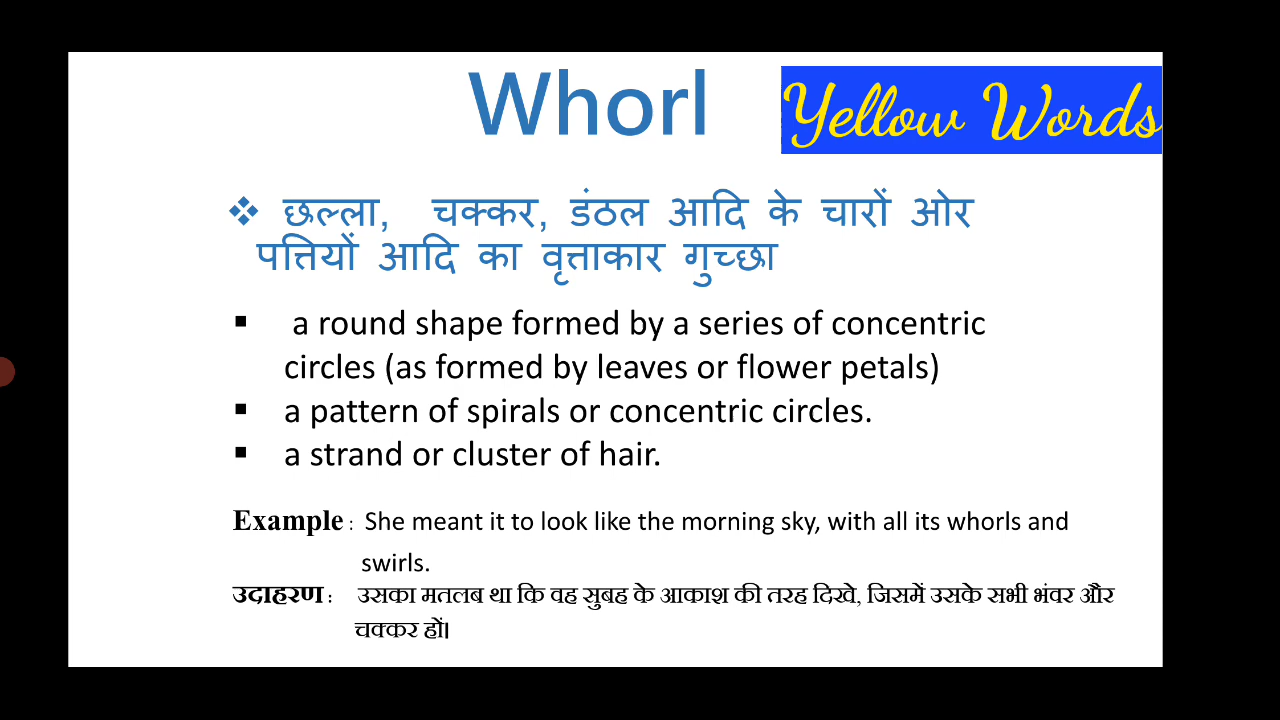 Whorl
Yellow Words
❖ छल्ला, चक्कर, डंठल आदि के चारों ओर
पत्तियों आदि का वृत्ताकार गुच्छा
▪ a round shape formed by a series of concentric
circles (as formed by leaves or flower petals)
▪ a pattern of spirals or concentric circles.
▪ a strand or cluster of hair.
Example : She meant it to look like the morning sky, with all its whorls and
swirls.
उदाहरण : उसका मतलब था कि वह सुबह के आकाश की तरह दिखे, जिसमें उसके सभी भंवर और
चक्कर हों।